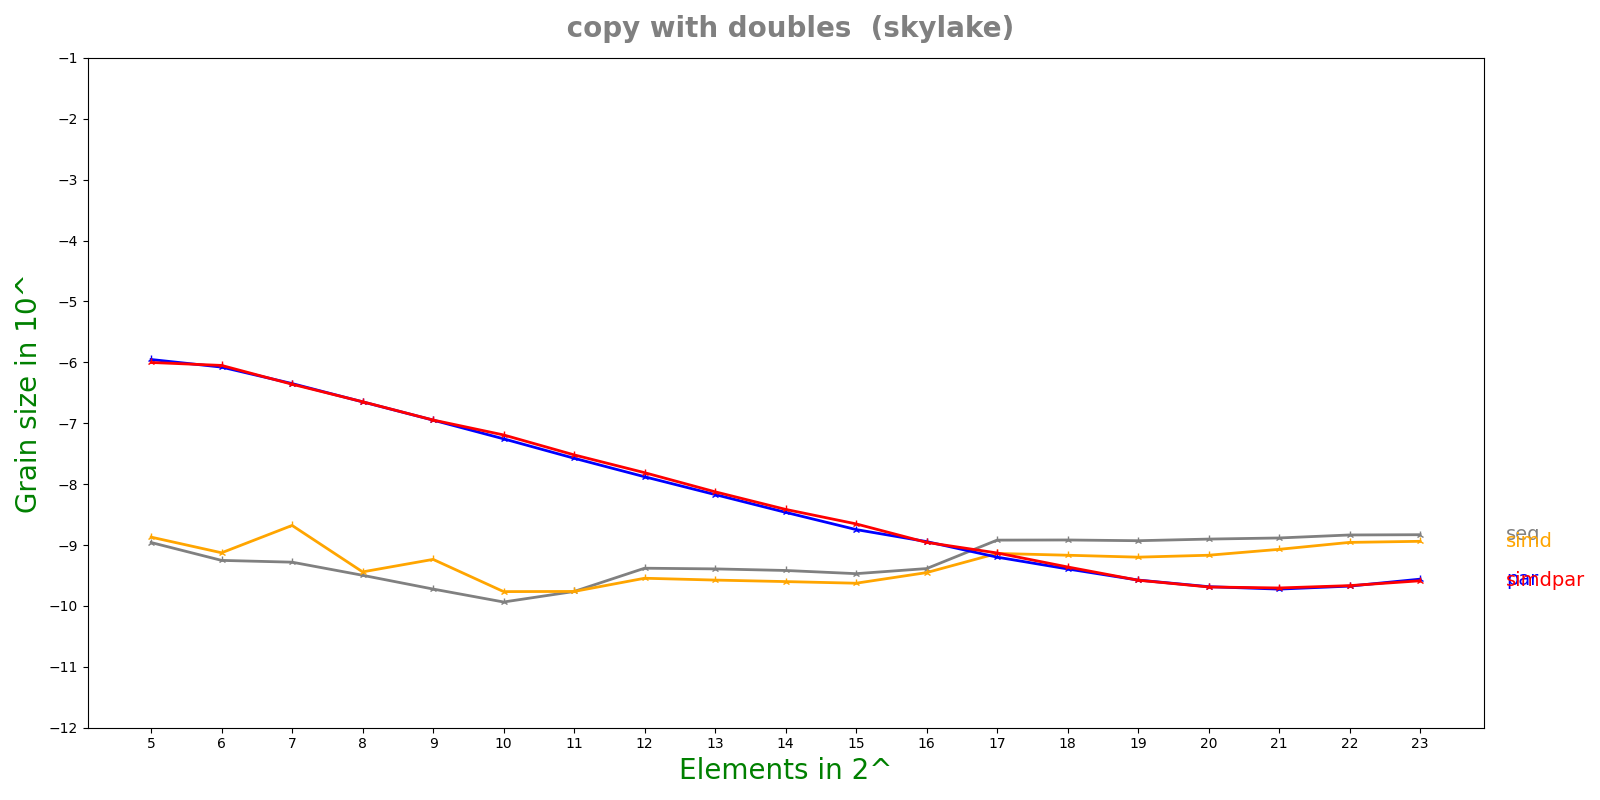 copy with doubles (skylake)
−1
−2
−3
−4
−5
−6
−7
−8
−9
−10
−11
−12
Grain size in 10^
5 6 7 8 9 10 11 12 13 14 15 16 17 18 19 20 21 22 23
Elements in 2^
seq
simd
par
simdpar